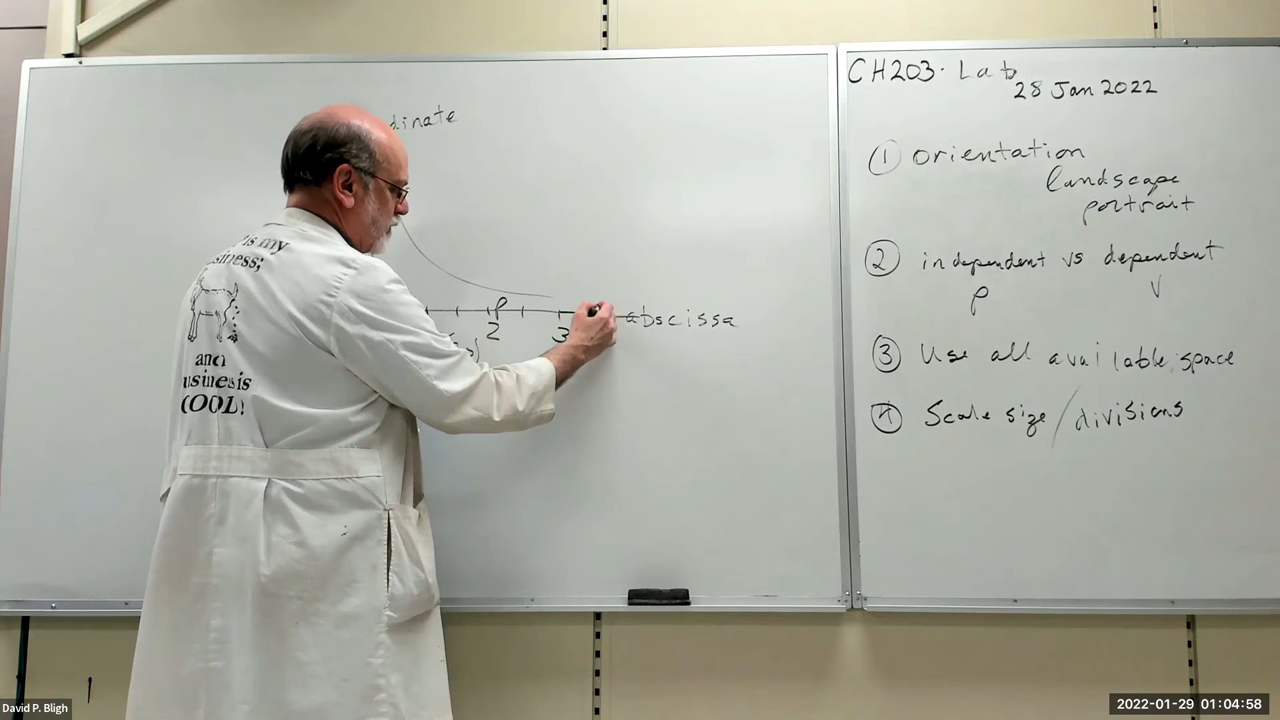 dinate
ρ
2
3
abscissa
CH203 · Lab
28 Jan 2022
① orientation
landscape
portrait
② independent vs dependent
ρ V
③ Use all available space
④ Scale size / divisions
is my
siness;
and
usiness is
COOL!
David P. Bligh
2022-01-29 01:04:58